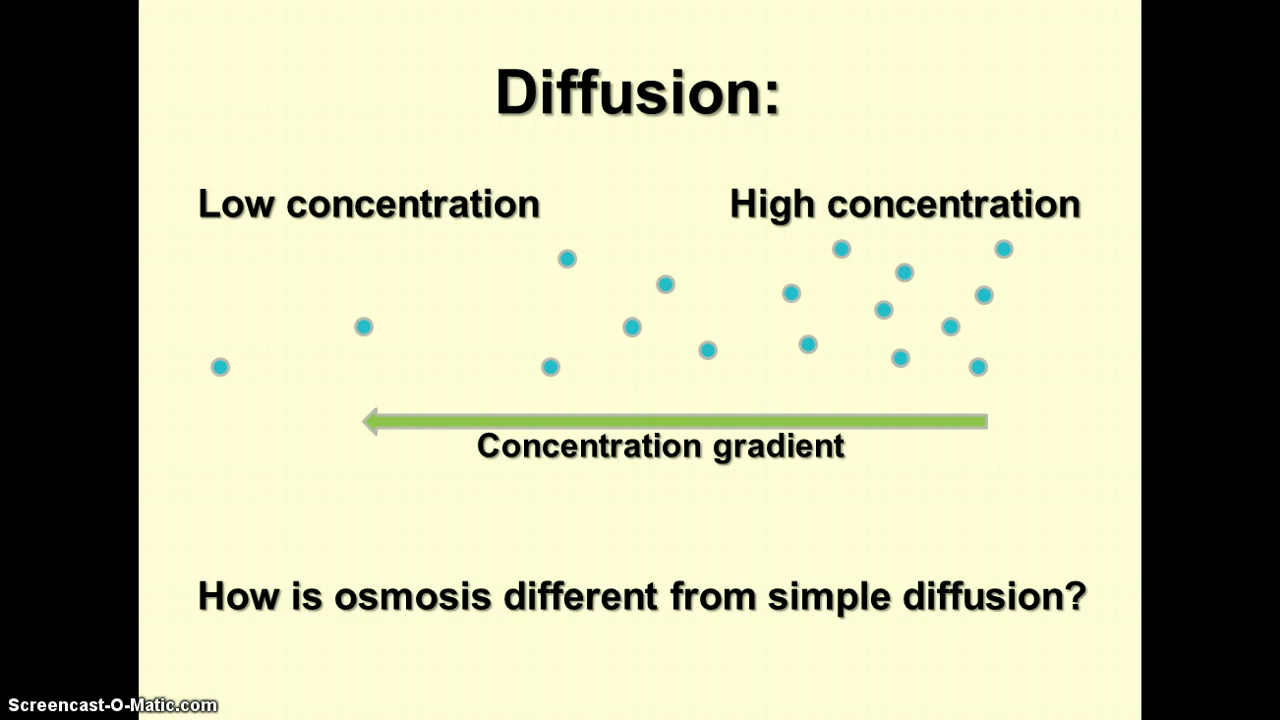 Diffusion:
Low concentration
High concentration
Concentration gradient
How is osmosis different from simple diffusion?
Screencast-O-Matic.com